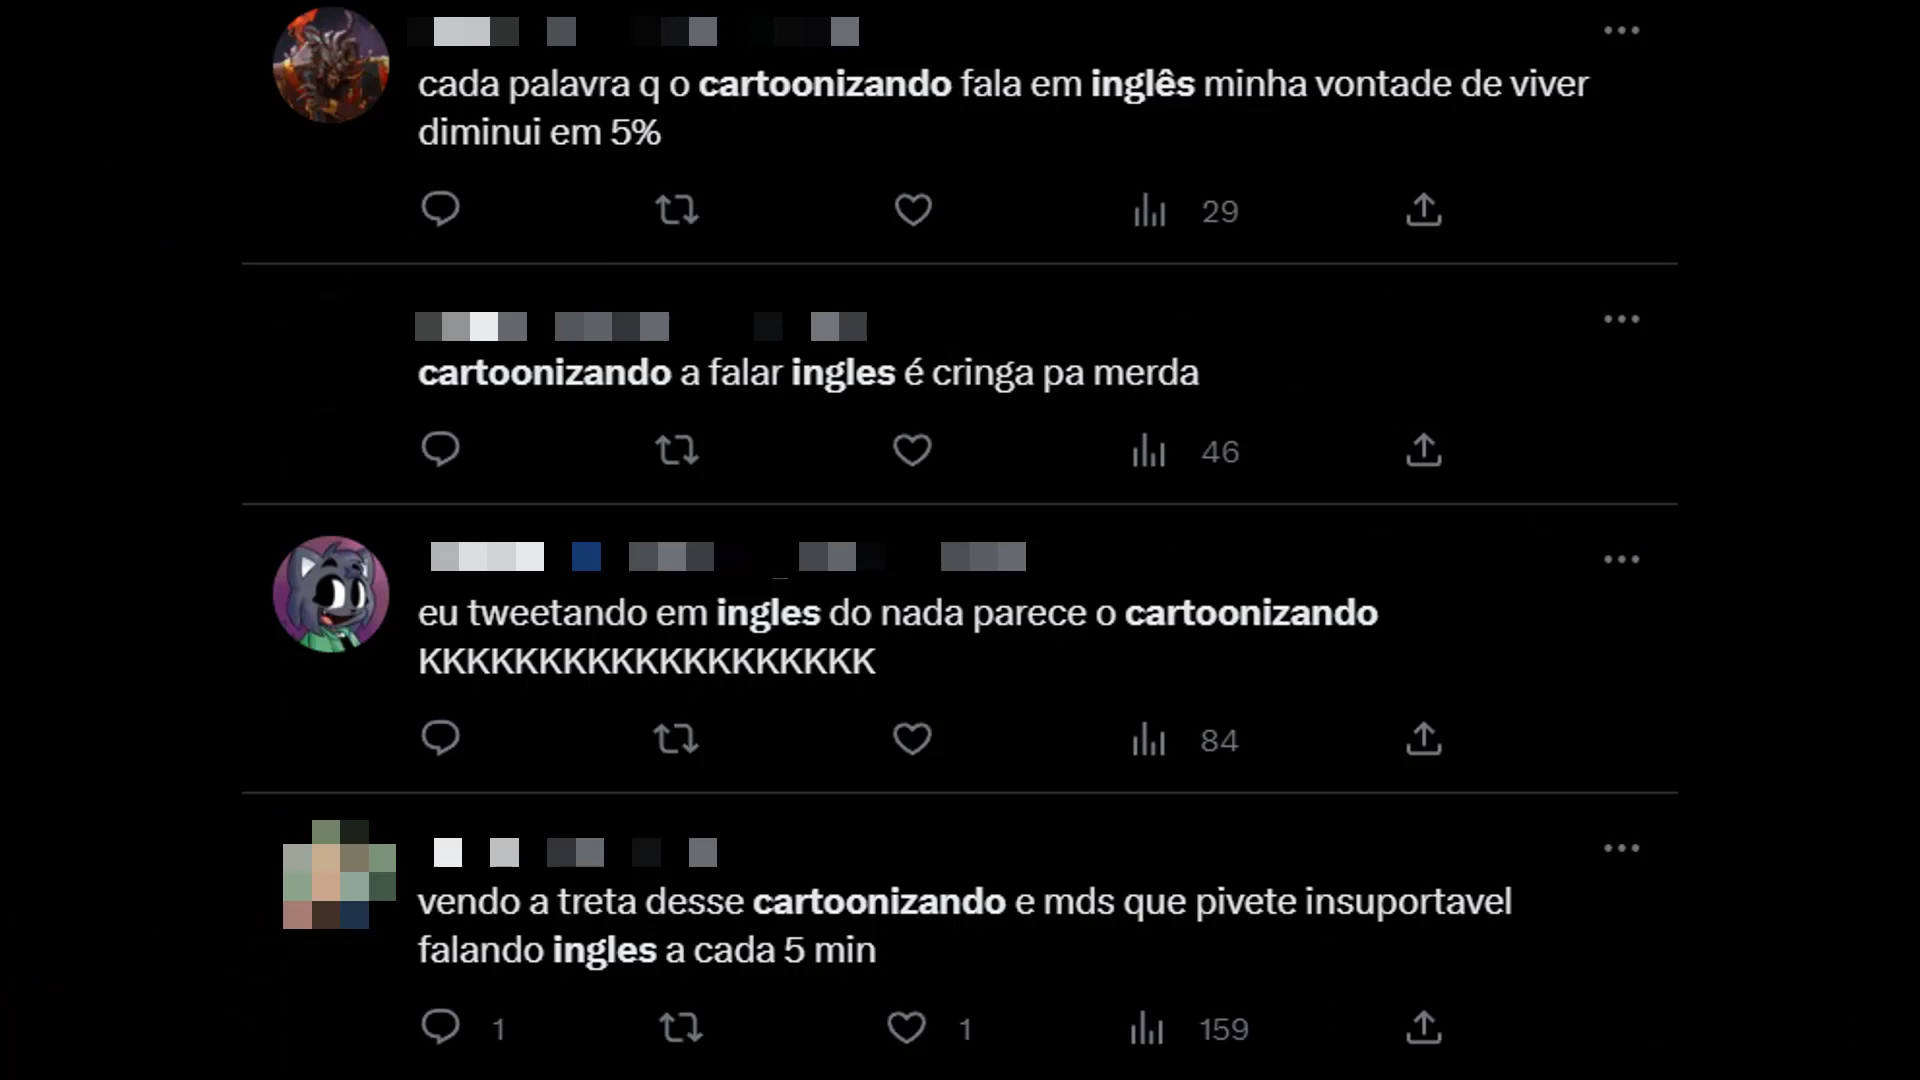 cada palavra q o cartoonizando fala em inglês minha vontade de viver
diminui em 5%
29
cartoonizando a falar ingles é cringa pa merda
46
eu tweetando em ingles do nada parece o cartoonizando
KKKKKKKKKKKKKKKKKKK
84
vendo a treta desse cartoonizando e mds que pivete insuportavel
falando ingles a cada 5 min
1 1 159